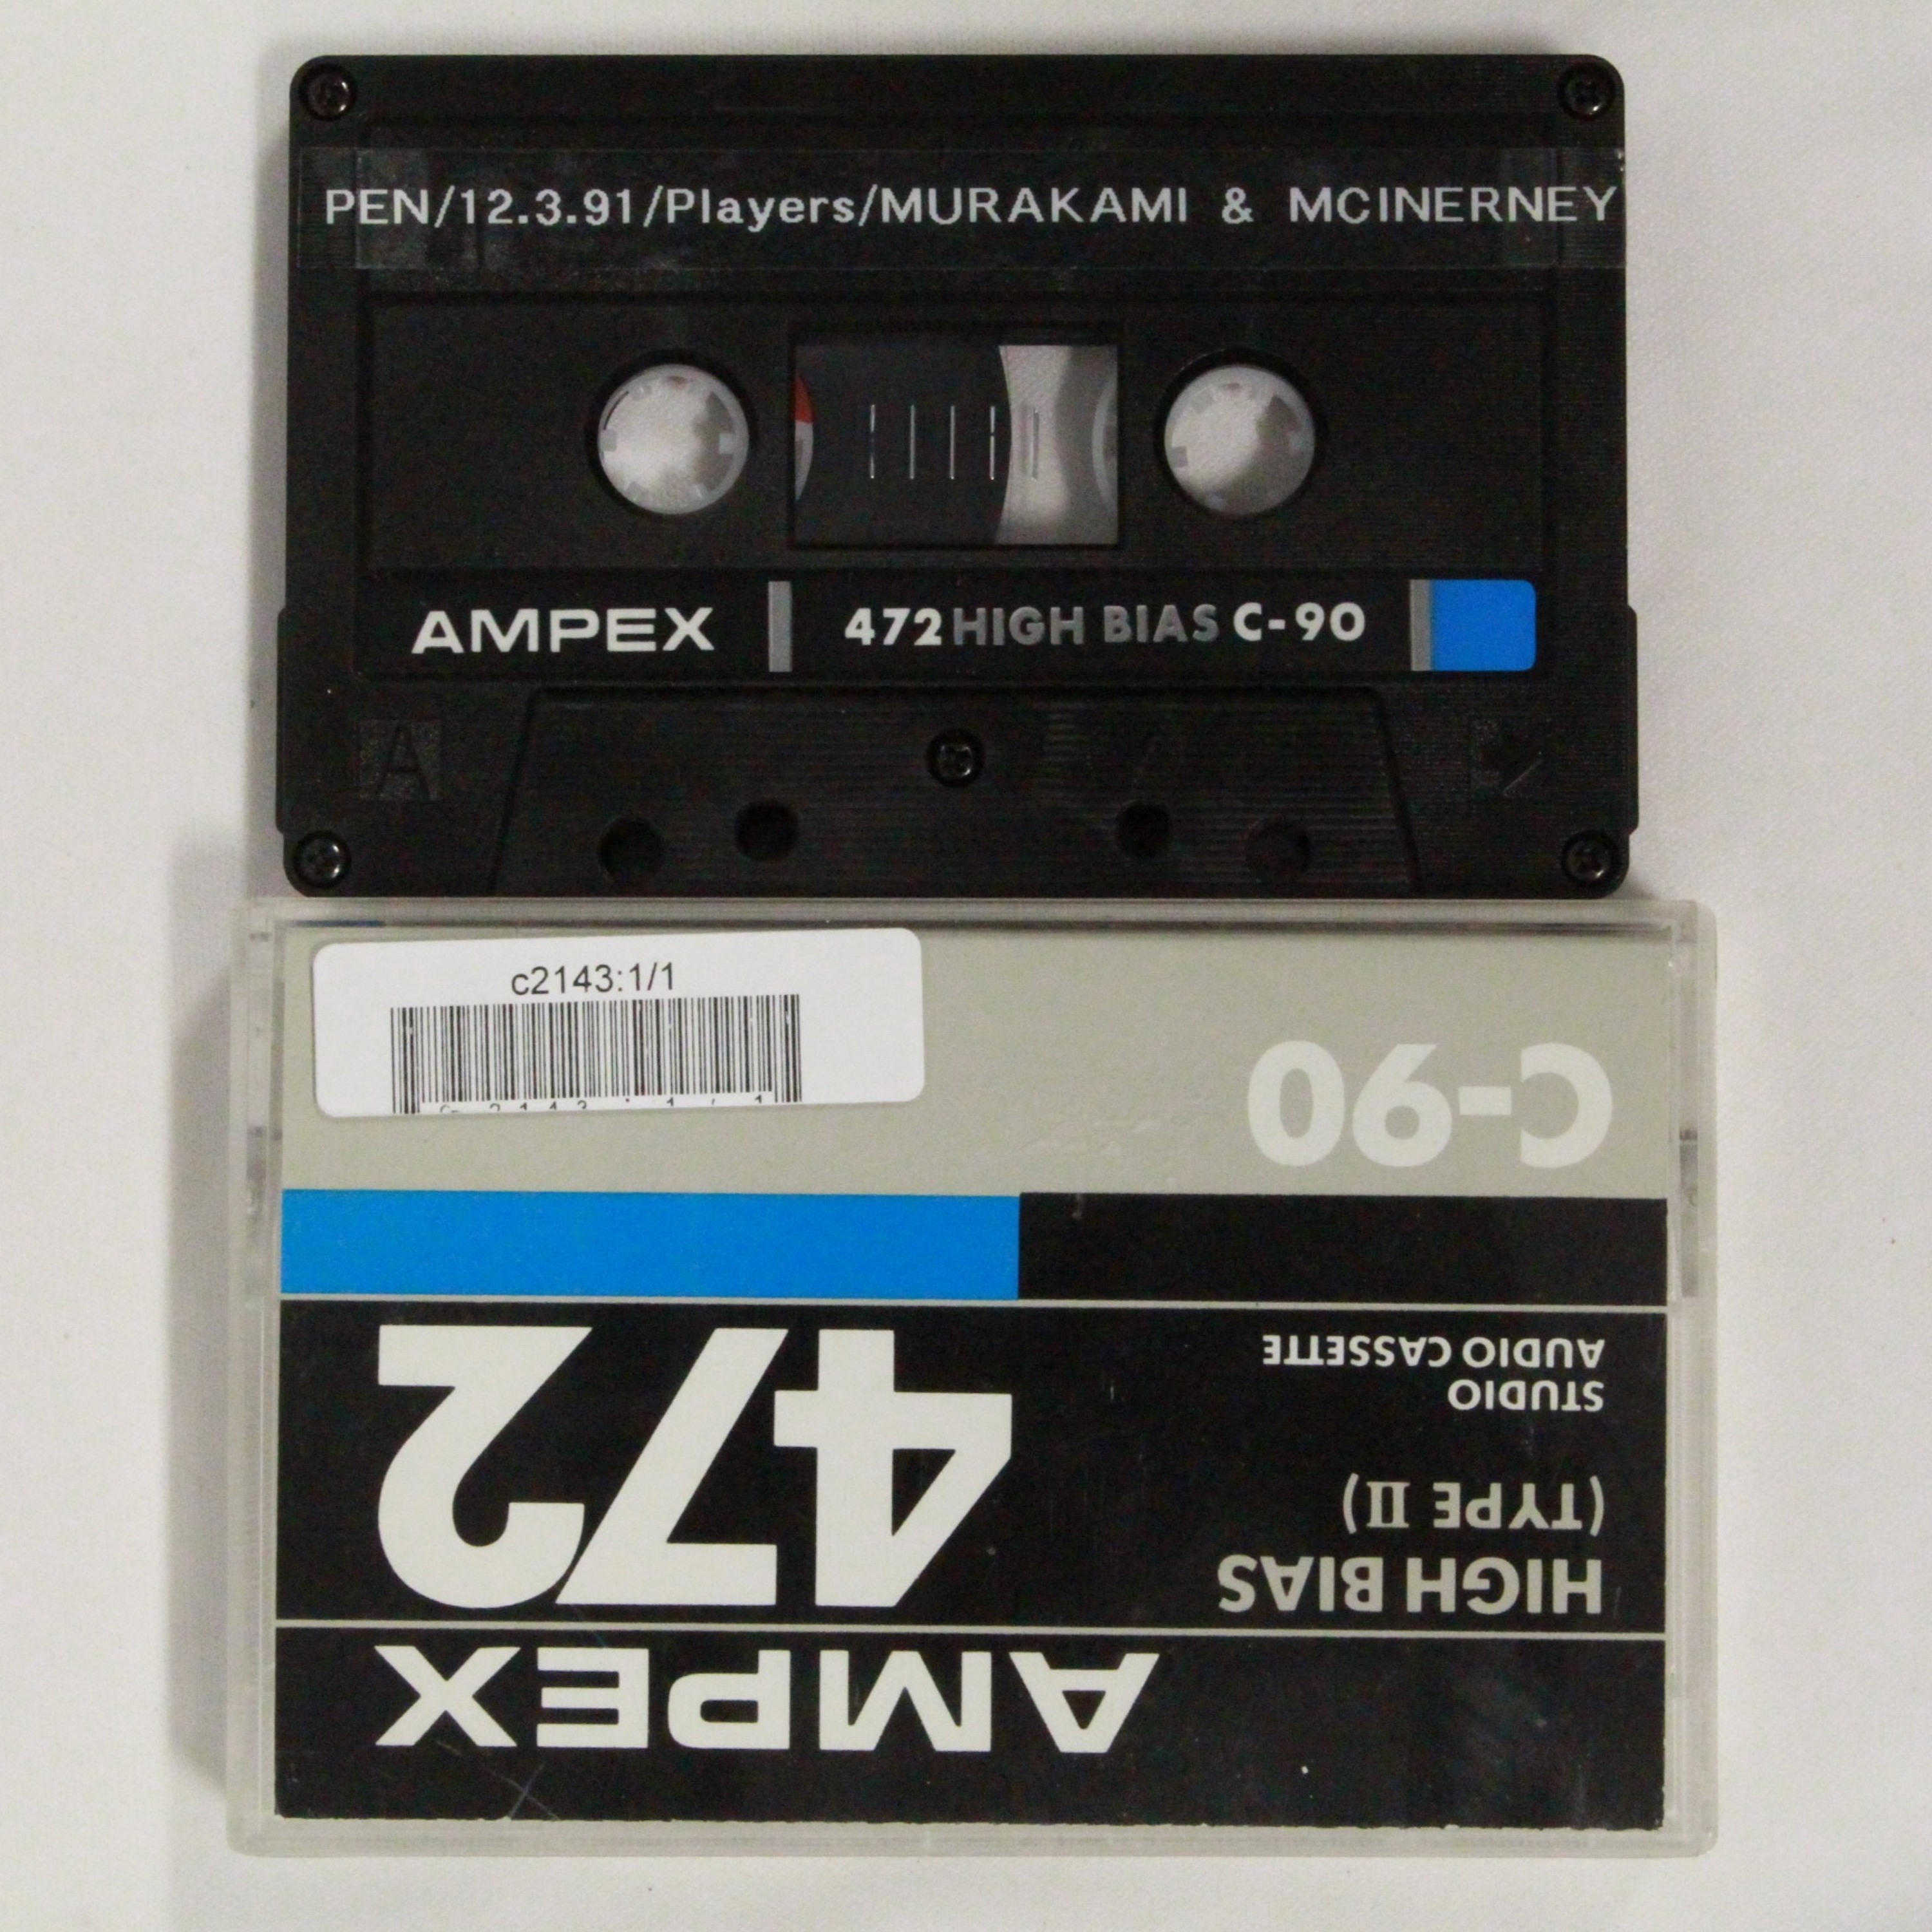 PEN/12.3.91/Players/MURAKAMI & MCINERNEY
AMPEX 472 HIGH BIAS C-90
A
c2143:1/1
C-90
472
STUDIO
AUDIO CASSETTE
HIGH BIAS
(TYPE II)
AMPEX